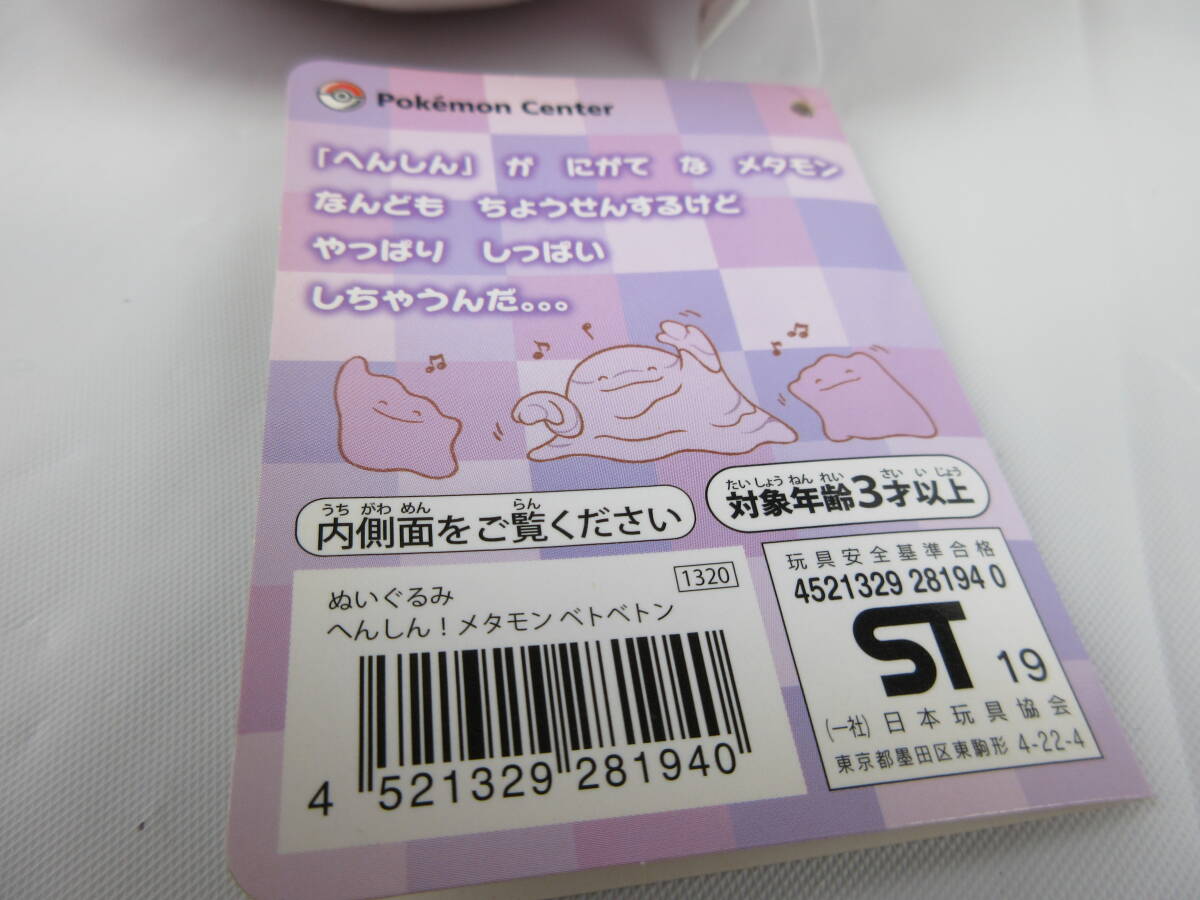 Pokémon Center
「へんしん」 が にがて な メタモン
なんども ちょうせんするけど
やっぱり しっぱい
しちゃうんだ。。。
うち がわ めん らん
内側面をご覧ください
たい しょう ねん れい さい い じょう
対象年齢3才以上
1320
ぬいぐるみ
へんしん！メタモン ベトベトン
4 521329 281940
玩具安全基準合格
4521329 28194 0
ST 19
(一社) 日本玩具協会
東京都墨田区東駒形 4-22-4